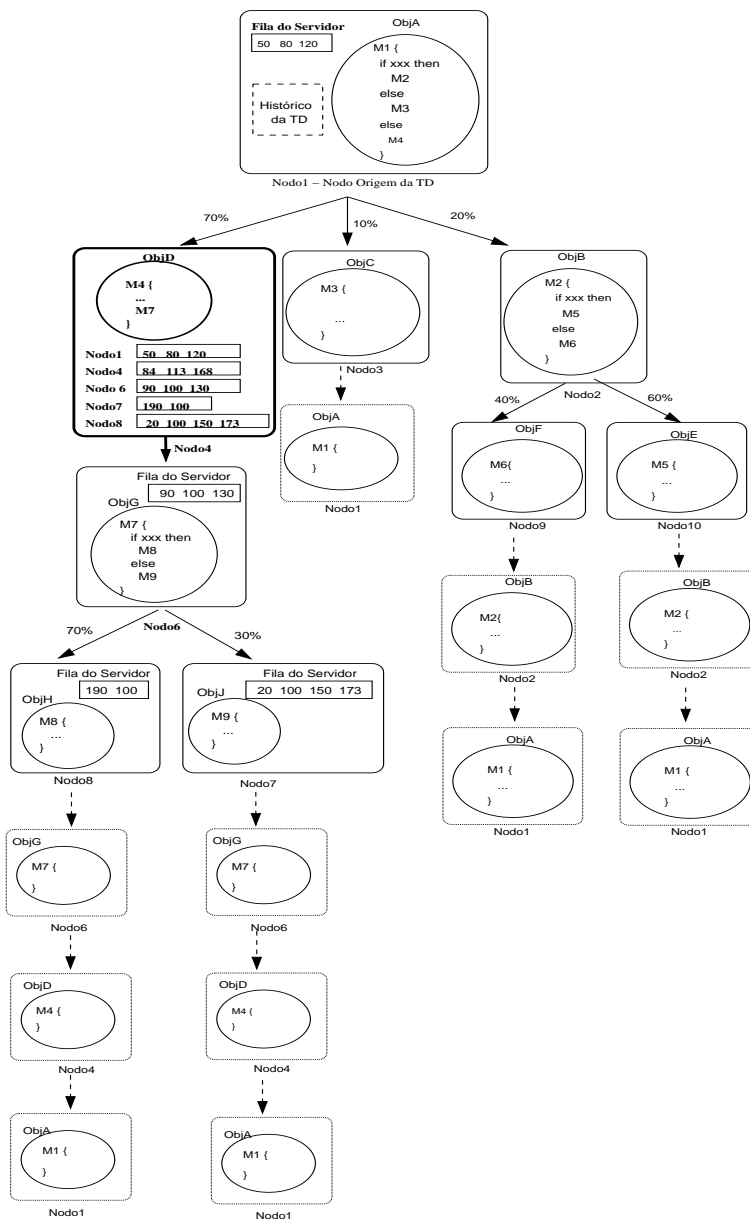 ObjA
Fila do Servidor
50 80 120
M1 {
if xxx then
M2
else
M3
else
M4
}
Histórico
da TD
Nodo1 – Nodo Origem da TD
70%
10%
20%
ObjD
M4 {
...
M7
}
Nodo1 50 80 120
Nodo4 84 113 168
Nodo 6 90 100 130
Nodo7 190 100
Nodo8 20 100 150 173
Nodo4
ObjC
M3 {
...
}
Nodo3
ObjA
M1 {
}
Nodo1
ObjB
M2 {
if xxx then
M5
else
M6
}
Nodo2
40%
60%
ObjF
M6{
...
}
Nodo9
ObjE
M5 {
...
}
Nodo10
ObjB
M2{
...
}
Nodo2
ObjB
M2 {
...
}
Nodo2
ObjA
M1 {
...
}
Nodo1
ObjA
M1 {
...
}
Nodo1
Fila do Servidor
90 100 130
ObjG
M7 {
if xxx then
M8
else
M9
}
Nodo6
70%
30%
Fila do Servidor
190 100
ObjH
M8 {
...
}
Nodo8
Fila do Servidor
20 100 150 173
ObjJ
M9 {
...
}
Nodo7
ObjG
M7 {
}
Nodo6
ObjG
M7 {
}
Nodo6
ObjD
M4 {
}
Nodo4
ObjD
M4 {
}
Nodo4
ObjA
M1 {
}
Nodo1
ObjA
M1 {
}
Nodo1